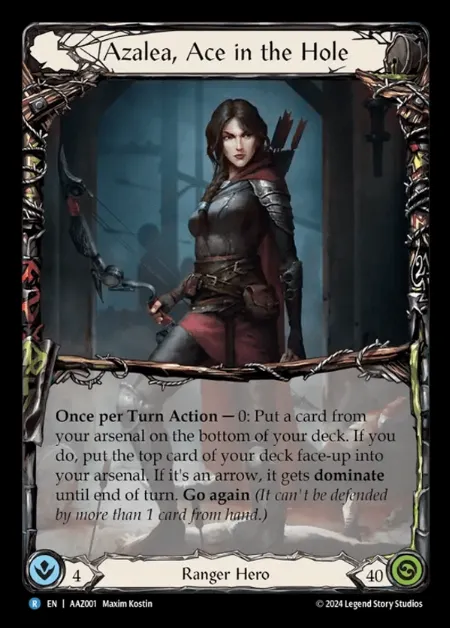 Azalea, Ace in the Hole
Once per Turn Action — 0: Put a card from
your arsenal on the bottom of your deck. If you
do, put the top card of your deck face-up into
your arsenal. If it's an arrow, it gets dominate
until end of turn. Go again (It can't be defended
by more than 1 card from hand.)
4 Ranger Hero 40
R EN | AAZ001 Maxim Kostin © 2024 Legend Story Studios